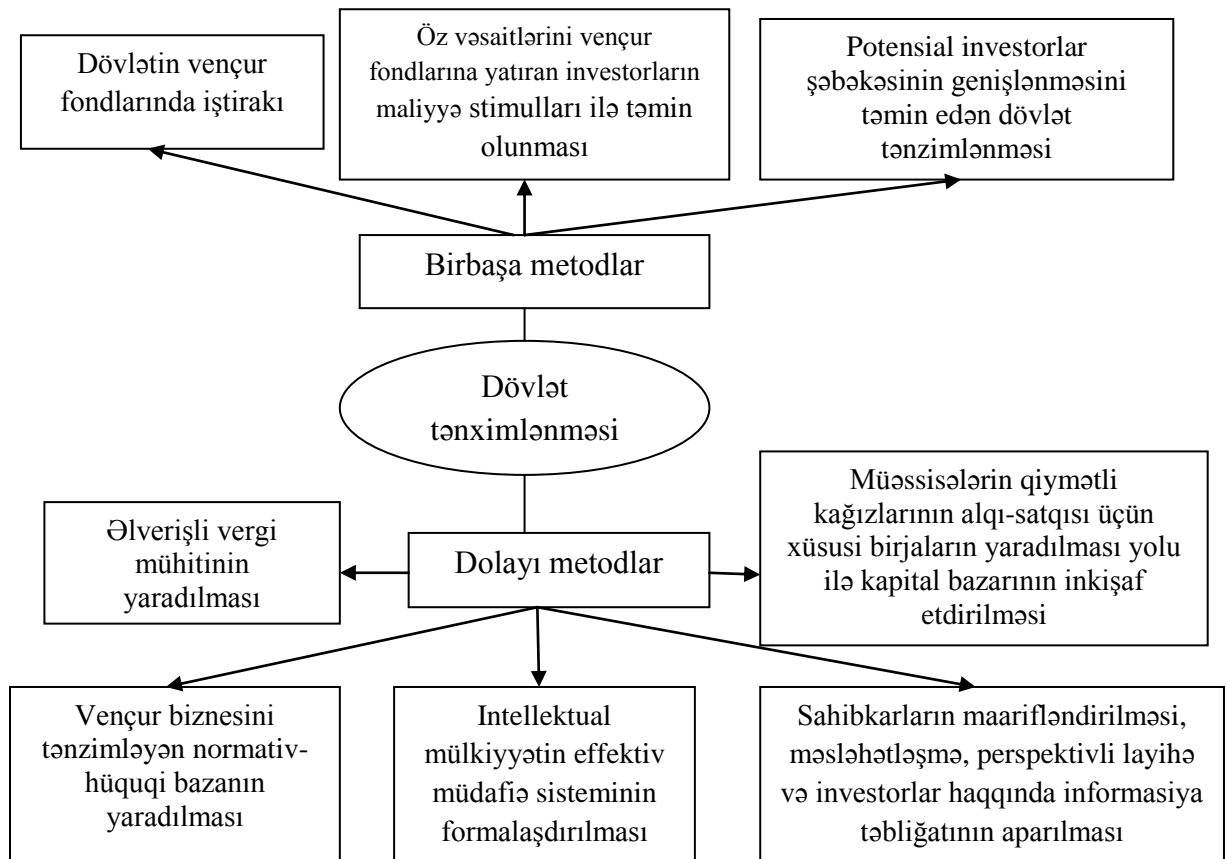 Dövlətin vençur
fondlarında iştirakı
Öz vəsaitlərini vençur
fondlarına yatıran investorların
maliyyə stimulları ilə təmin
olunması
Potensial investorlar
şəbəkəsinin genişlənməsini
təmin edən dövlət
tənzimlənməsi
Birbaşa metodlar
Dövlət
tənximlənməsi
Əlverişli vergi
mühitinin
yaradılması
Dolayı metodlar
Müəssisələrin qiymətli
kağızlarının alqı-satqısı üçün
xüsusi birjaların yaradılması yolu
ilə kapital bazarının inkişaf
etdirilməsi
Vençur biznesini
tənzimləyən normativ-
hüquqi bazanın
yaradılması
Intellektual
mülkiyyətin effektiv
müdafiə sisteminin
formalaşdırılması
Sahibkarların maarifləndirilməsi,
məsləhətləşmə, perspektivli layihə
və investorlar haqqında informasiya
təbliğatının aparılması